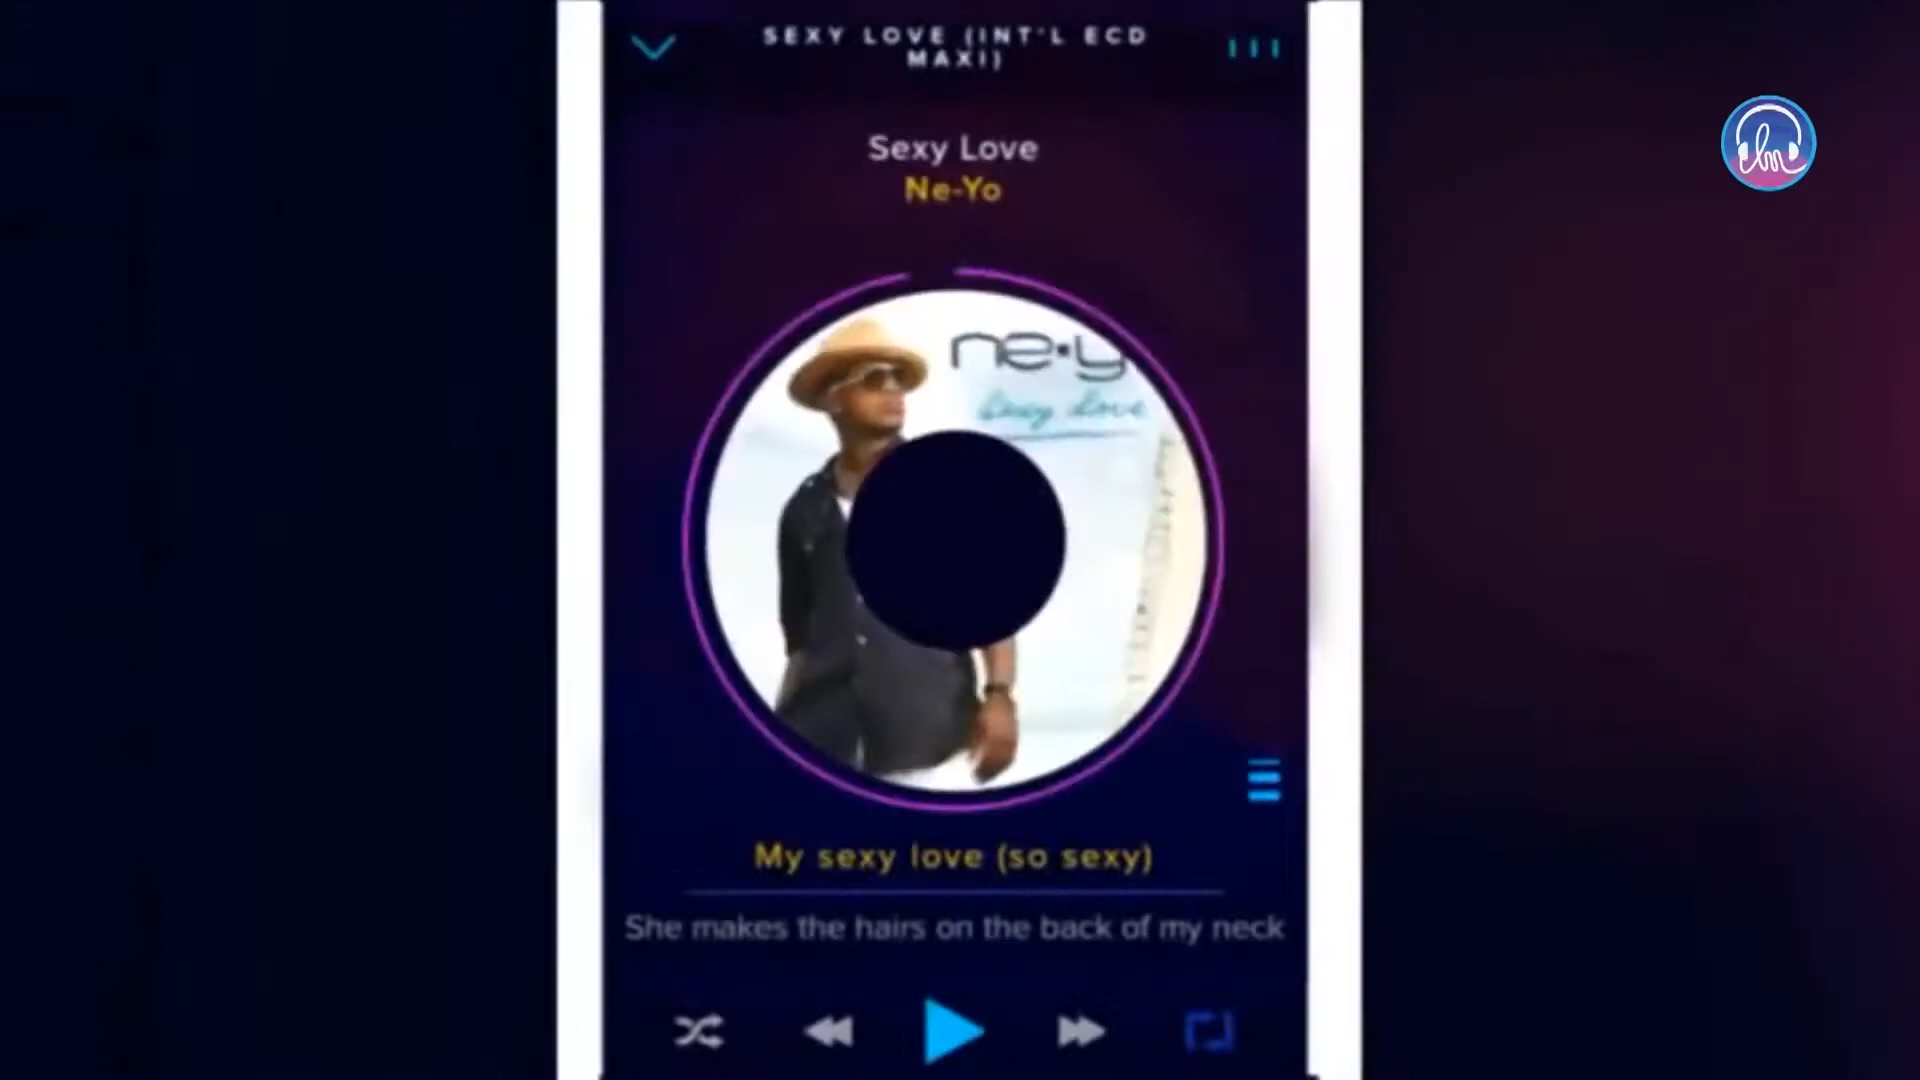 SEXY LOVE (INT'L ECD
MAXI)
Sexy Love
Ne-Yo
ne•y
Sexy Love
My sexy love (so sexy)
She makes the hairs on the back of my neck
lm